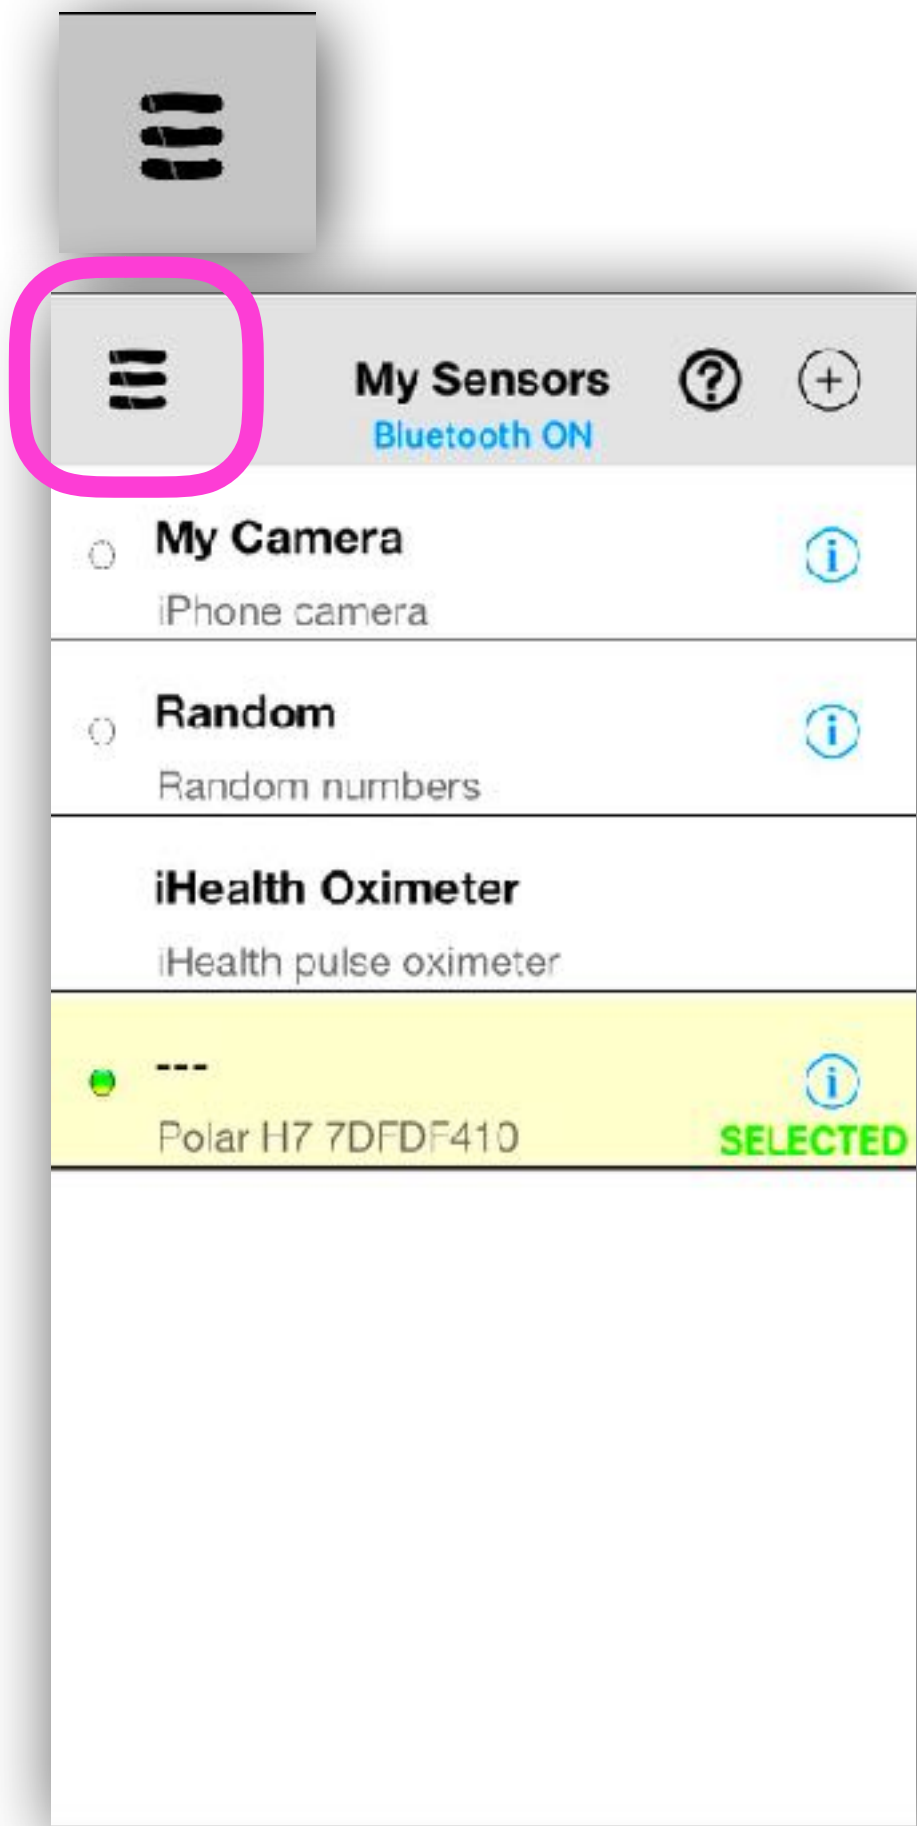 My Sensors
Bluetooth ON
My Camera
iPhone camera
Random
Random numbers
iHealth Oximeter
iHealth pulse oximeter
---
Polar H7 7DFDF410
SELECTED